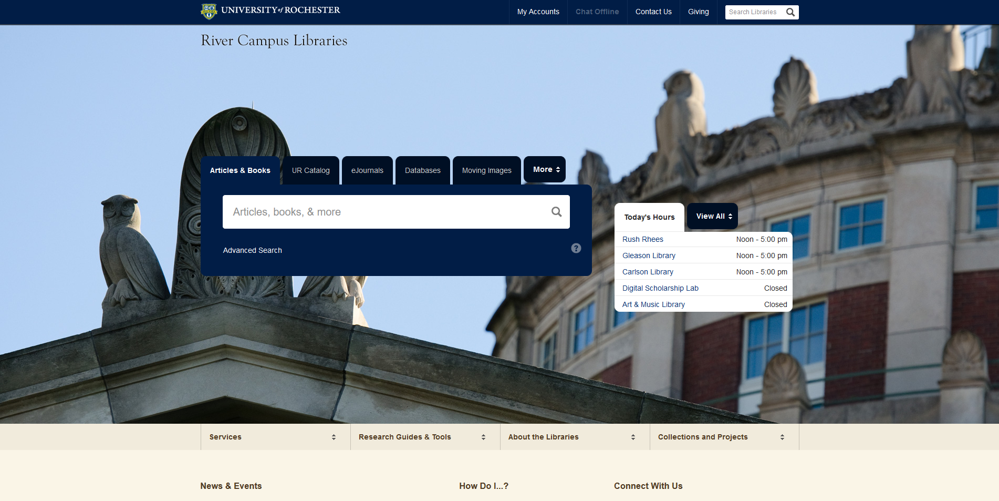 UNIVERSITY of ROCHESTER
My Accounts
Chat Offline
Contact Us
Giving
Search Libraries
River Campus Libraries
Articles & Books
UR Catalog
eJournals
Databases
Moving Images
More
Articles, books, & more
Advanced Search
?
Today's Hours
View All
Rush Rhees Noon - 5:00 pm
Gleason Library Noon - 5:00 pm
Carlson Library Noon - 5:00 pm
Digital Scholarship Lab Closed
Art & Music Library Closed
Services
Research Guides & Tools
About the Libraries
Collections and Projects
News & Events
How Do I...?
Connect With Us